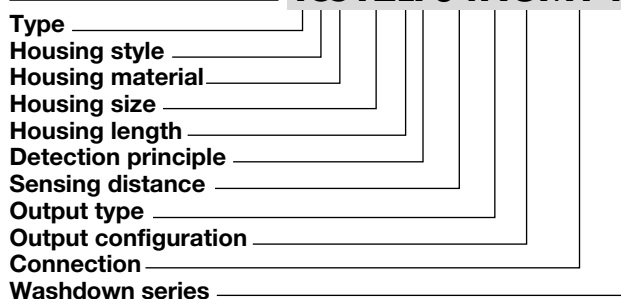 Type
Housing style
Housing material
Housing size
Housing length
Detection principle
Sensing distance
Output type
Output configuration
Connection
Washdown series